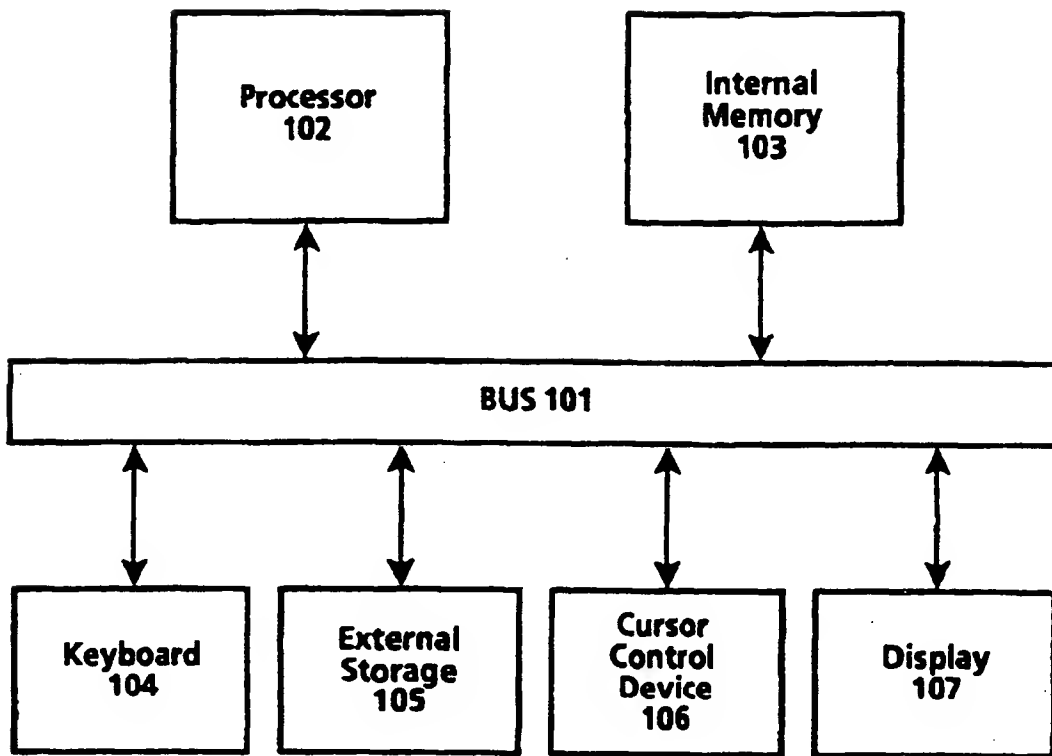 Processor
102
Internal
Memory
103
BUS 101
Keyboard
104
External
Storage
105
Cursor
Control
Device
106
Display
107